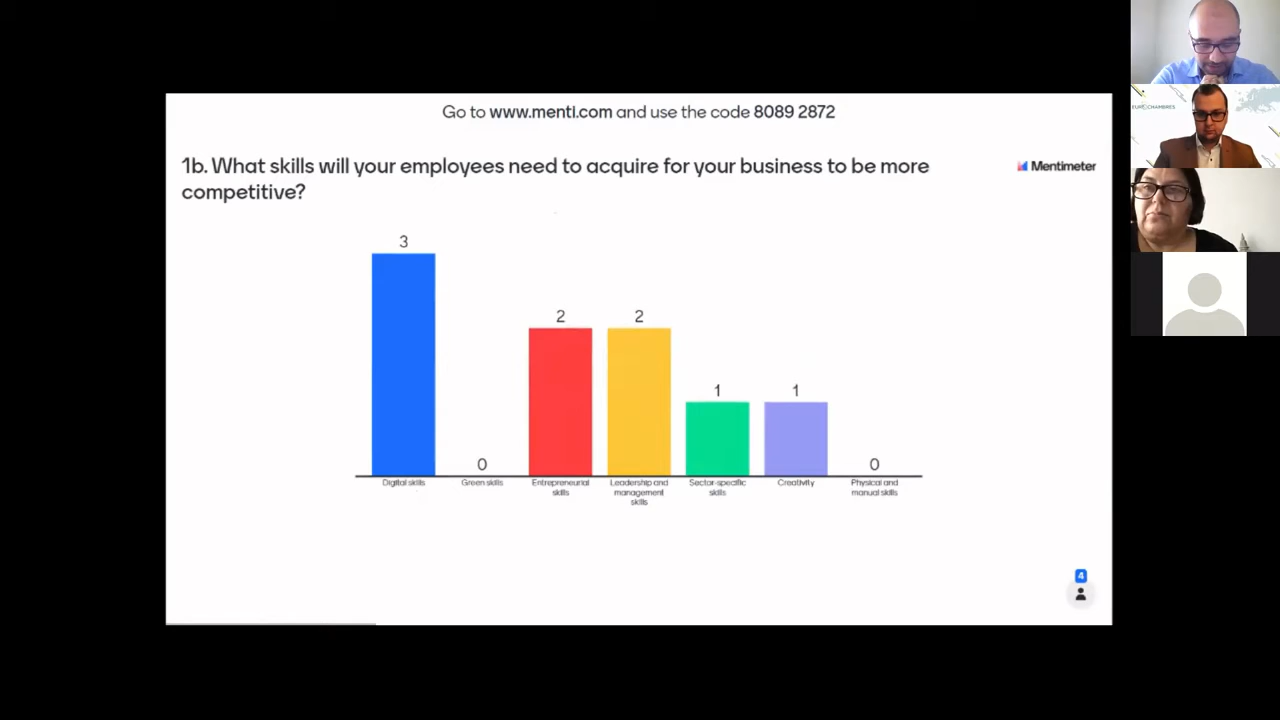 Go to www.menti.com and use the code 8089 2872
1b. What skills will your employees need to acquire for your business to be more
competitive?
Mentimeter
3
0
2
2
1
1
0
Digital skills
Green skills
Entrepreneurial
skills
Leadership and
management
skills
Sector-specific
skills
Creativity
Physical and
manual skills
4
EUROCHAMBRES